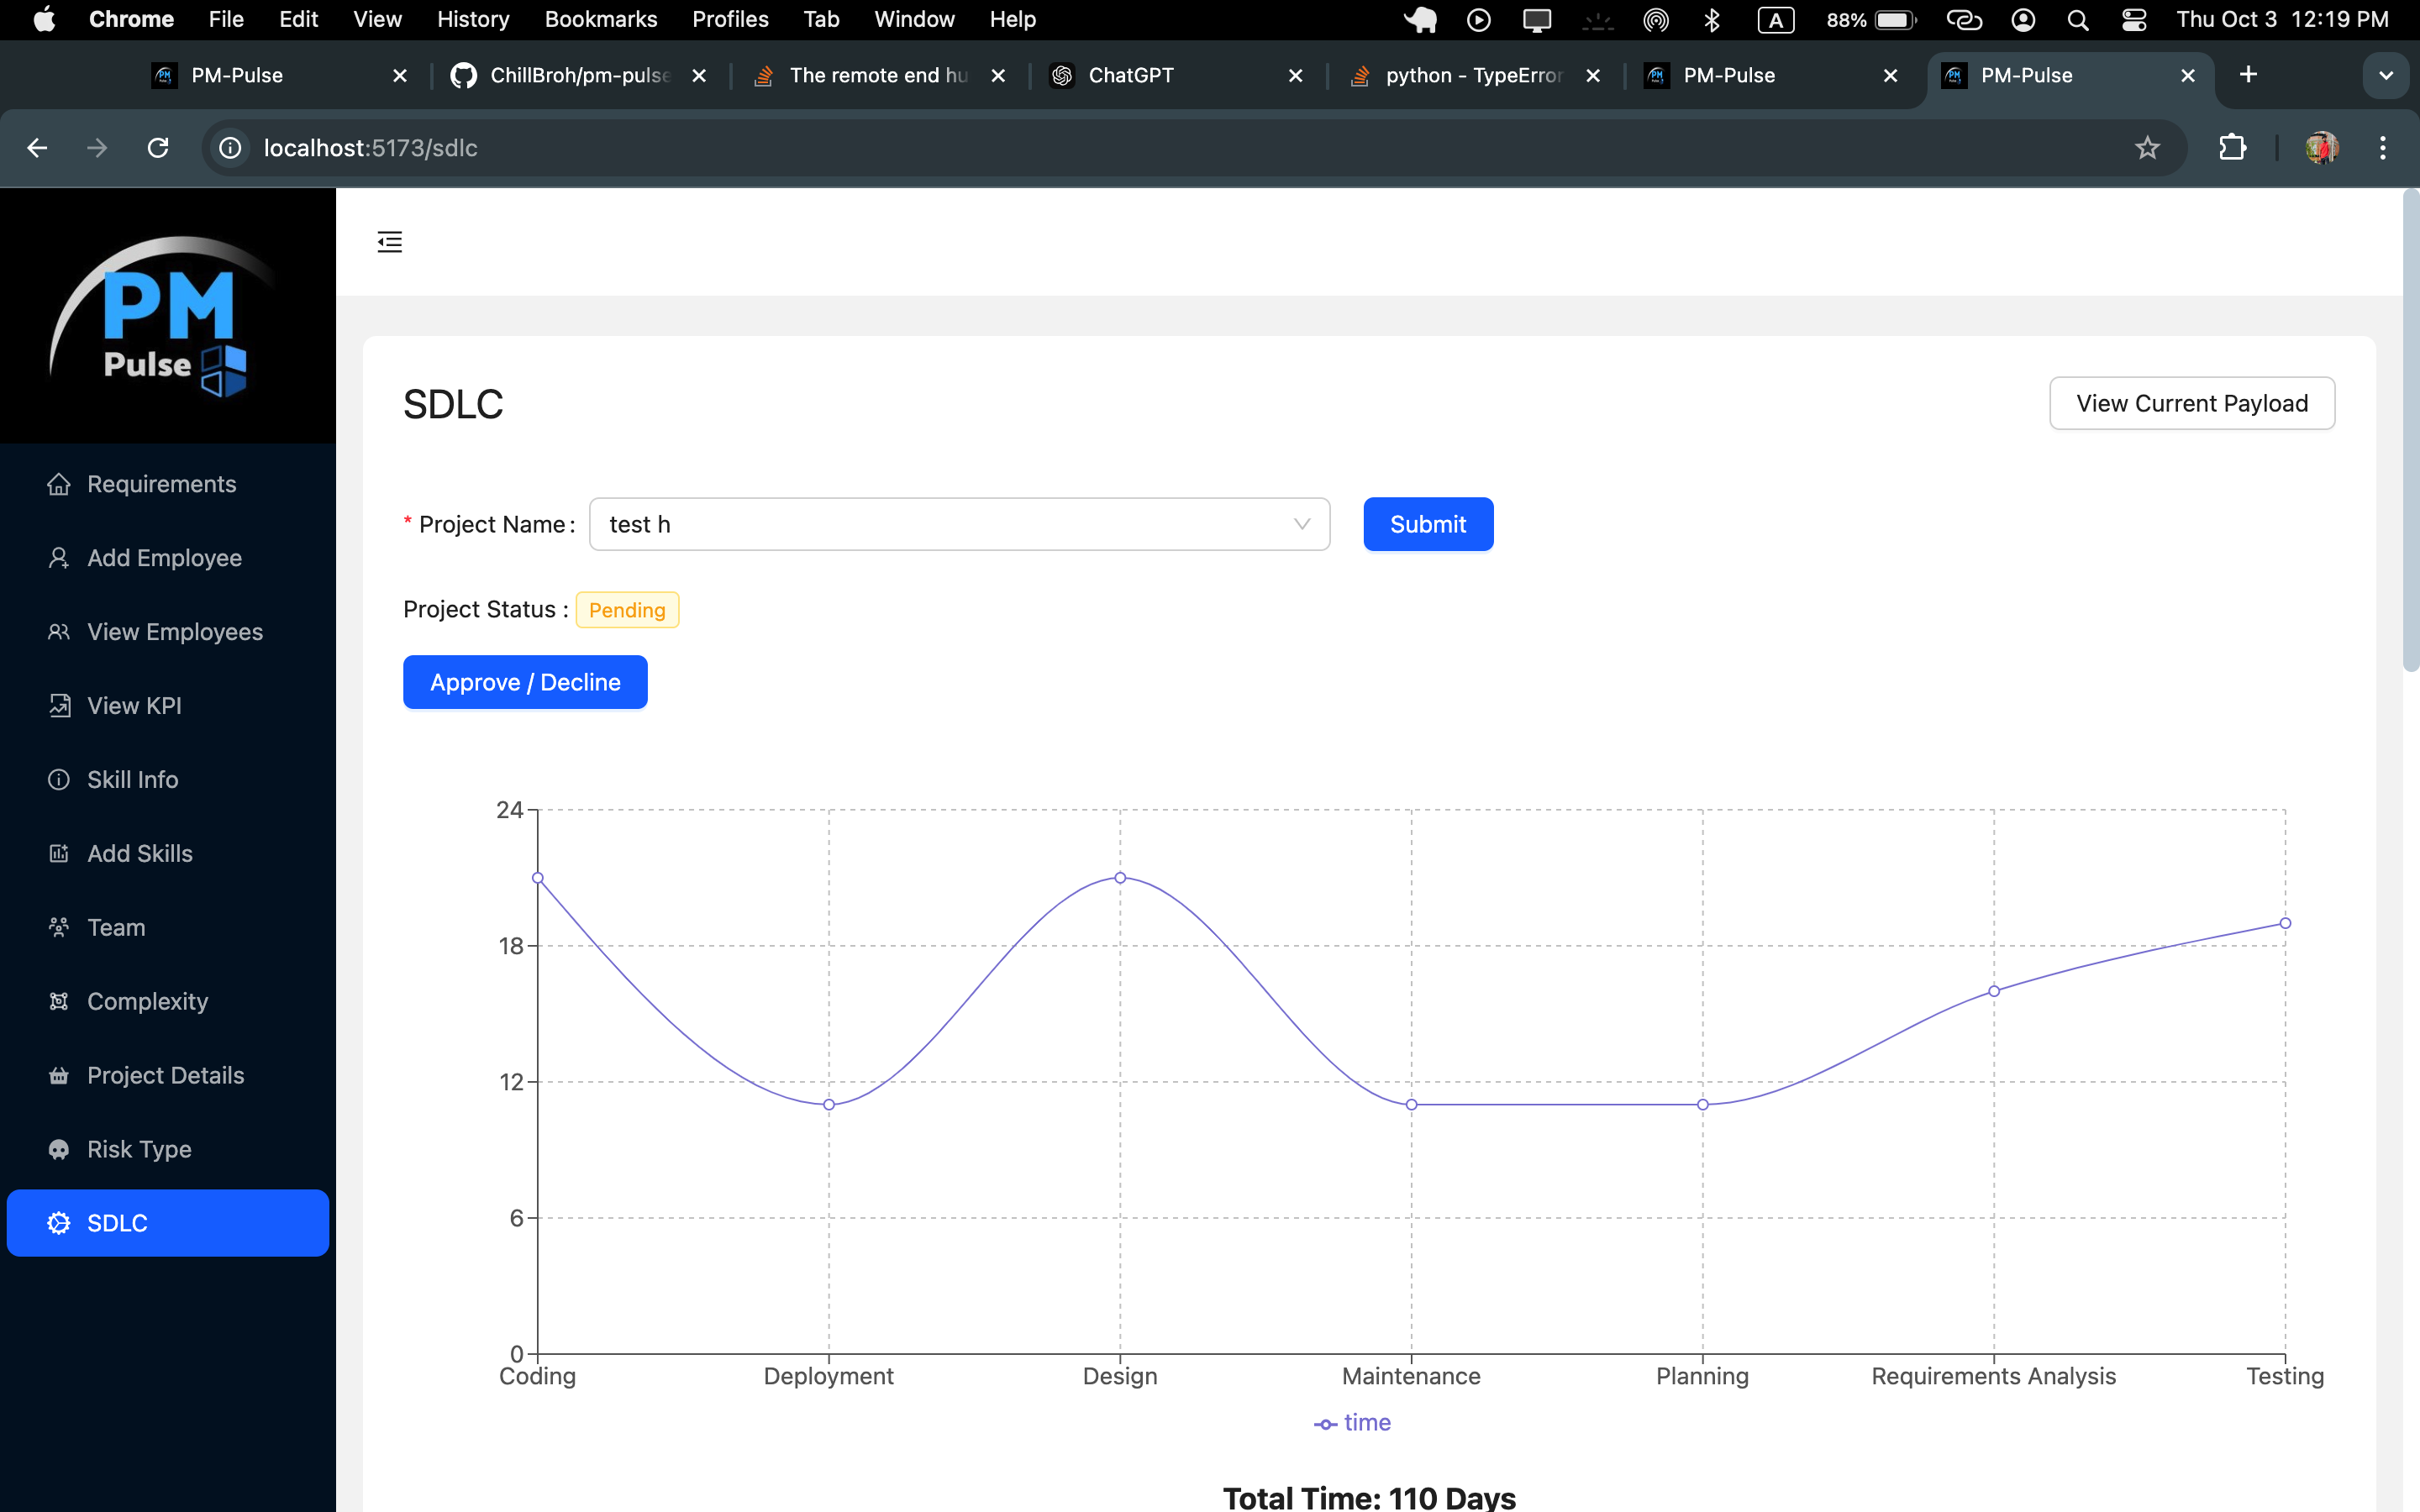 Chrome File Edit View History Bookmarks Profiles Tab Window Help A 88% Thu Oct 3 12:19 PM
PM-Pulse ChillBroh/pm-pulse The remote end hu ChatGPT python - TypeError PM-Pulse PM-Pulse
localhost:5173/sdlc
PM
Pulse
Requirements
Add Employee
View Employees
View KPI
Skill Info
Add Skills
Team
Complexity
Project Details
Risk Type
SDLC
SDLC
View Current Payload
* Project Name : test h
Submit
Project Status : Pending
Approve / Decline
24
18
12
6
0
Coding Deployment Design Maintenance Planning Requirements Analysis Testing
time
Total Time: 110 Days